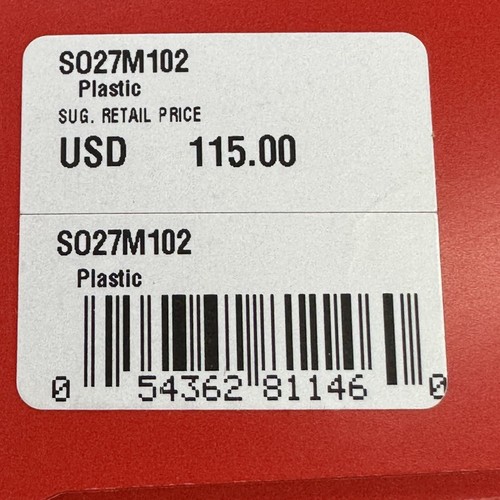 SO27M102
Plastic
SUG. RETAIL PRICE
USD 115.00
SO27M102
Plastic
0 54362 81146 0